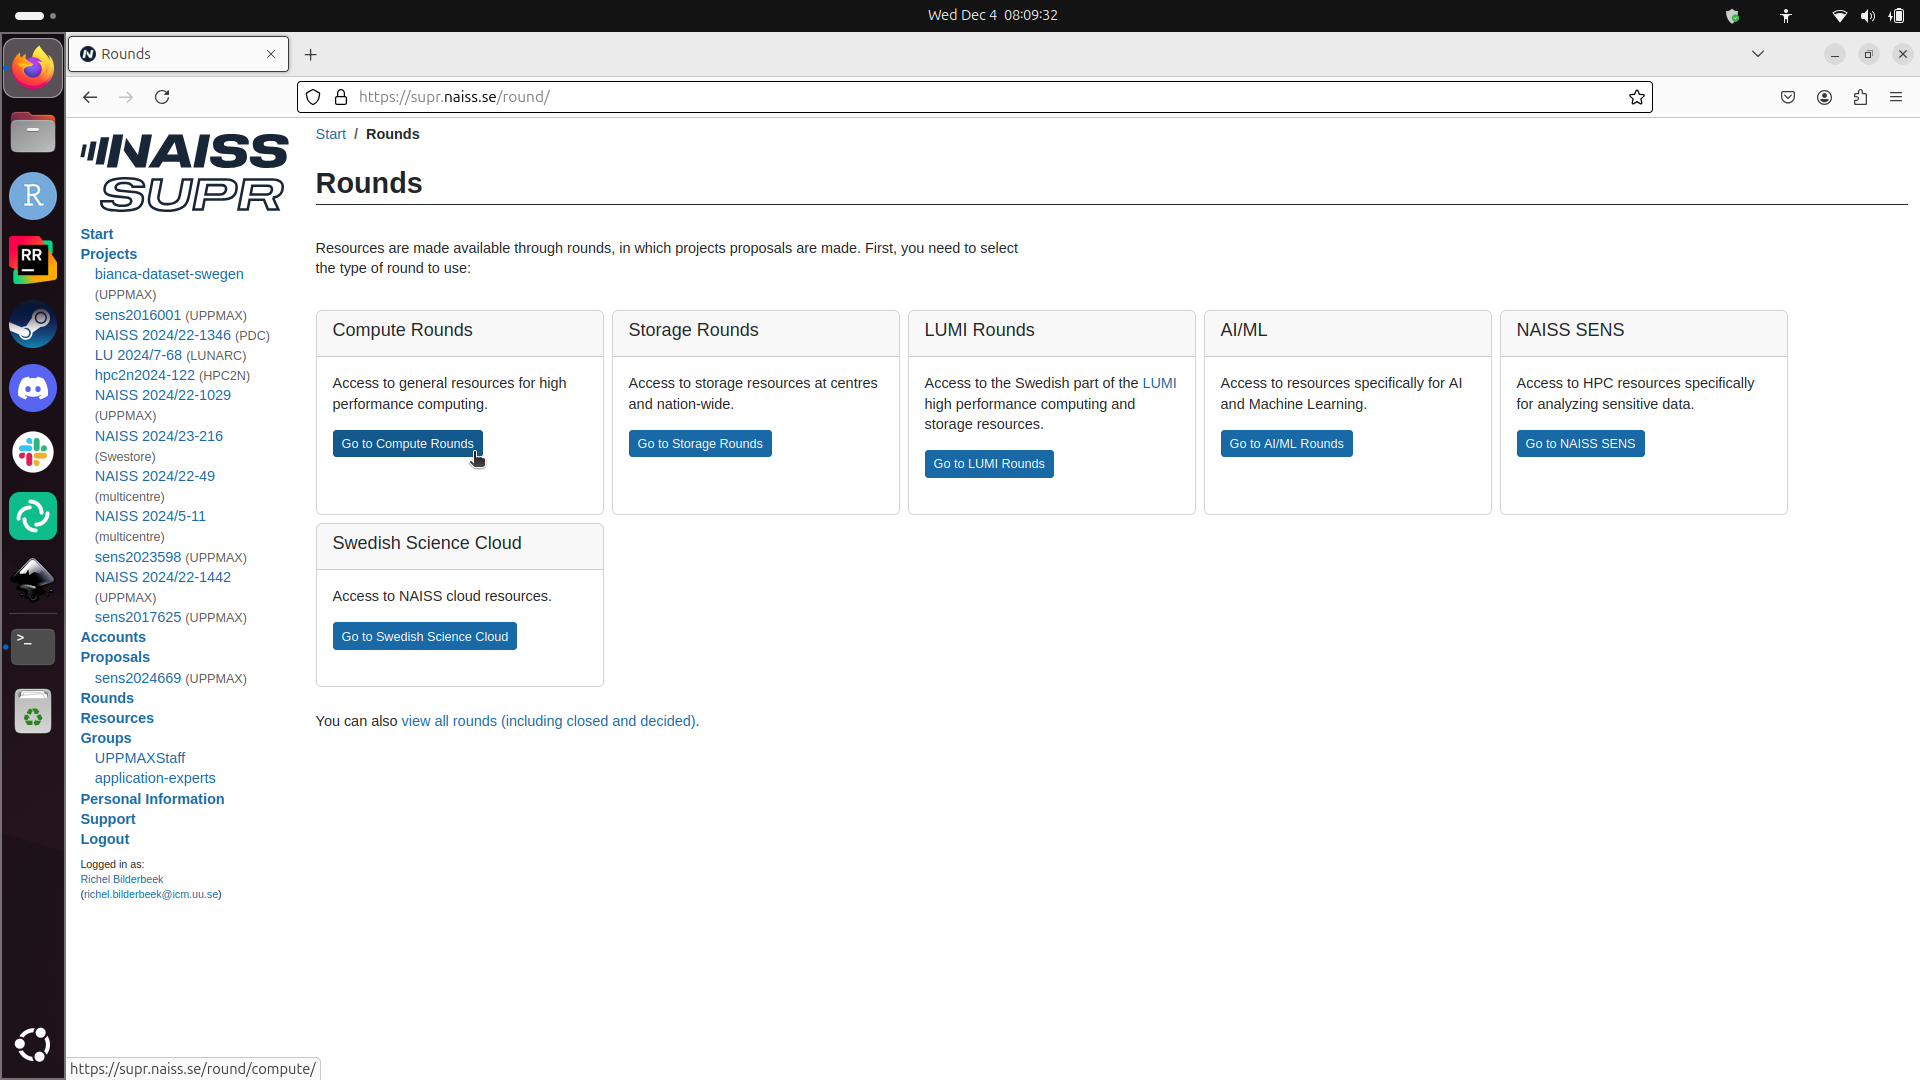 Wed Dec 4 08:09:32
Rounds
https://supr.naiss.se/round/
NAISS
SUPR
Start
Projects
bianca-dataset-swegen
(UPPMAX)
sens2016001 (UPPMAX)
NAISS 2024/22-1346 (PDC)
LU 2024/7-68 (LUNARC)
hpc2n2024-122 (HPC2N)
NAISS 2024/22-1029
(UPPMAX)
NAISS 2024/23-216
(Swestore)
NAISS 2024/22-49
(multicentre)
NAISS 2024/5-11
(multicentre)
sens2023598 (UPPMAX)
NAISS 2024/22-1442
(UPPMAX)
sens2017625 (UPPMAX)
Accounts
Proposals
sens2024669 (UPPMAX)
Rounds
Resources
Groups
UPPMAXStaff
application-experts
Personal Information
Support
Logout
Logged in as:
Richel Bilderbeek
(richel.bilderbeek@icm.uu.se)
Start / Rounds
Rounds
Resources are made available through rounds, in which projects proposals are made. First, you need to select
the type of round to use:
Compute Rounds
Access to general resources for high
performance computing.
Go to Compute Rounds
Storage Rounds
Access to storage resources at centres
and nation-wide.
Go to Storage Rounds
LUMI Rounds
Access to the Swedish part of the LUMI
high performance computing and
storage resources.
Go to LUMI Rounds
AI/ML
Access to resources specifically for AI
and Machine Learning.
Go to AI/ML Rounds
NAISS SENS
Access to HPC resources specifically
for analyzing sensitive data.
Go to NAISS SENS
Swedish Science Cloud
Access to NAISS cloud resources.
Go to Swedish Science Cloud
You can also view all rounds (including closed and decided).
https://supr.naiss.se/round/compute/
R
RR
>_